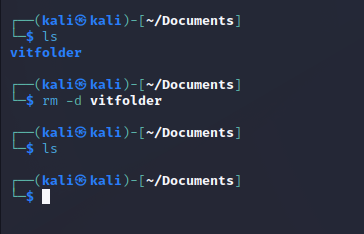 ┌──(kali㉿kali)-[~/Documents]
└─$ ls
vitfolder
┌──(kali㉿kali)-[~/Documents]
└─$ rm -d vitfolder
┌──(kali㉿kali)-[~/Documents]
└─$ ls
┌──(kali㉿kali)-[~/Documents]
└─$